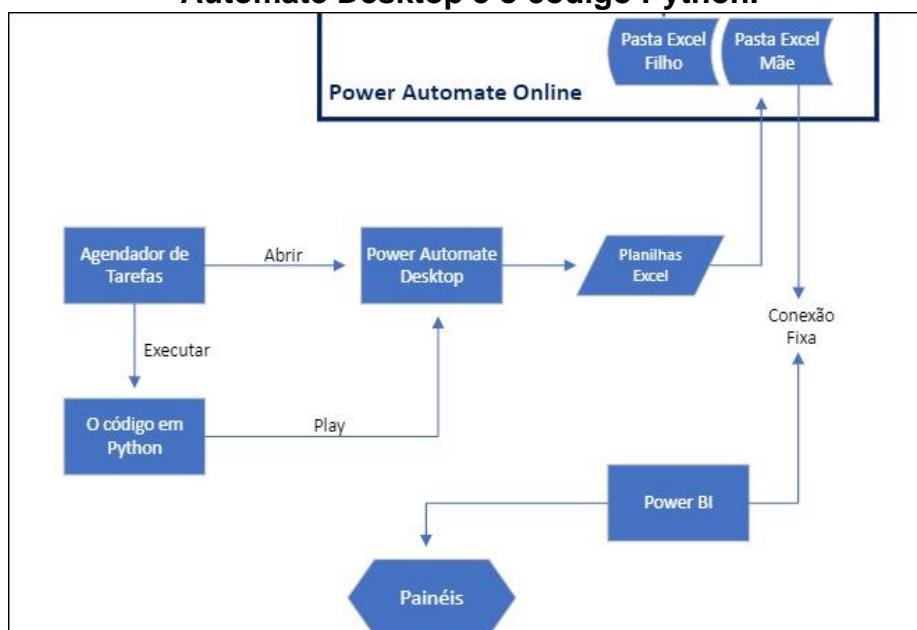 Automate Desktop e o código Python.
Pasta Excel
Filho
Pasta Excel
Mãe
Power Automate Online
Agendador de
Tarefas
Abrir
Power Automate
Desktop
Planilhas
Excel
Conexão
Fixa
Executar
O código em
Python
Play
Power BI
Painéis